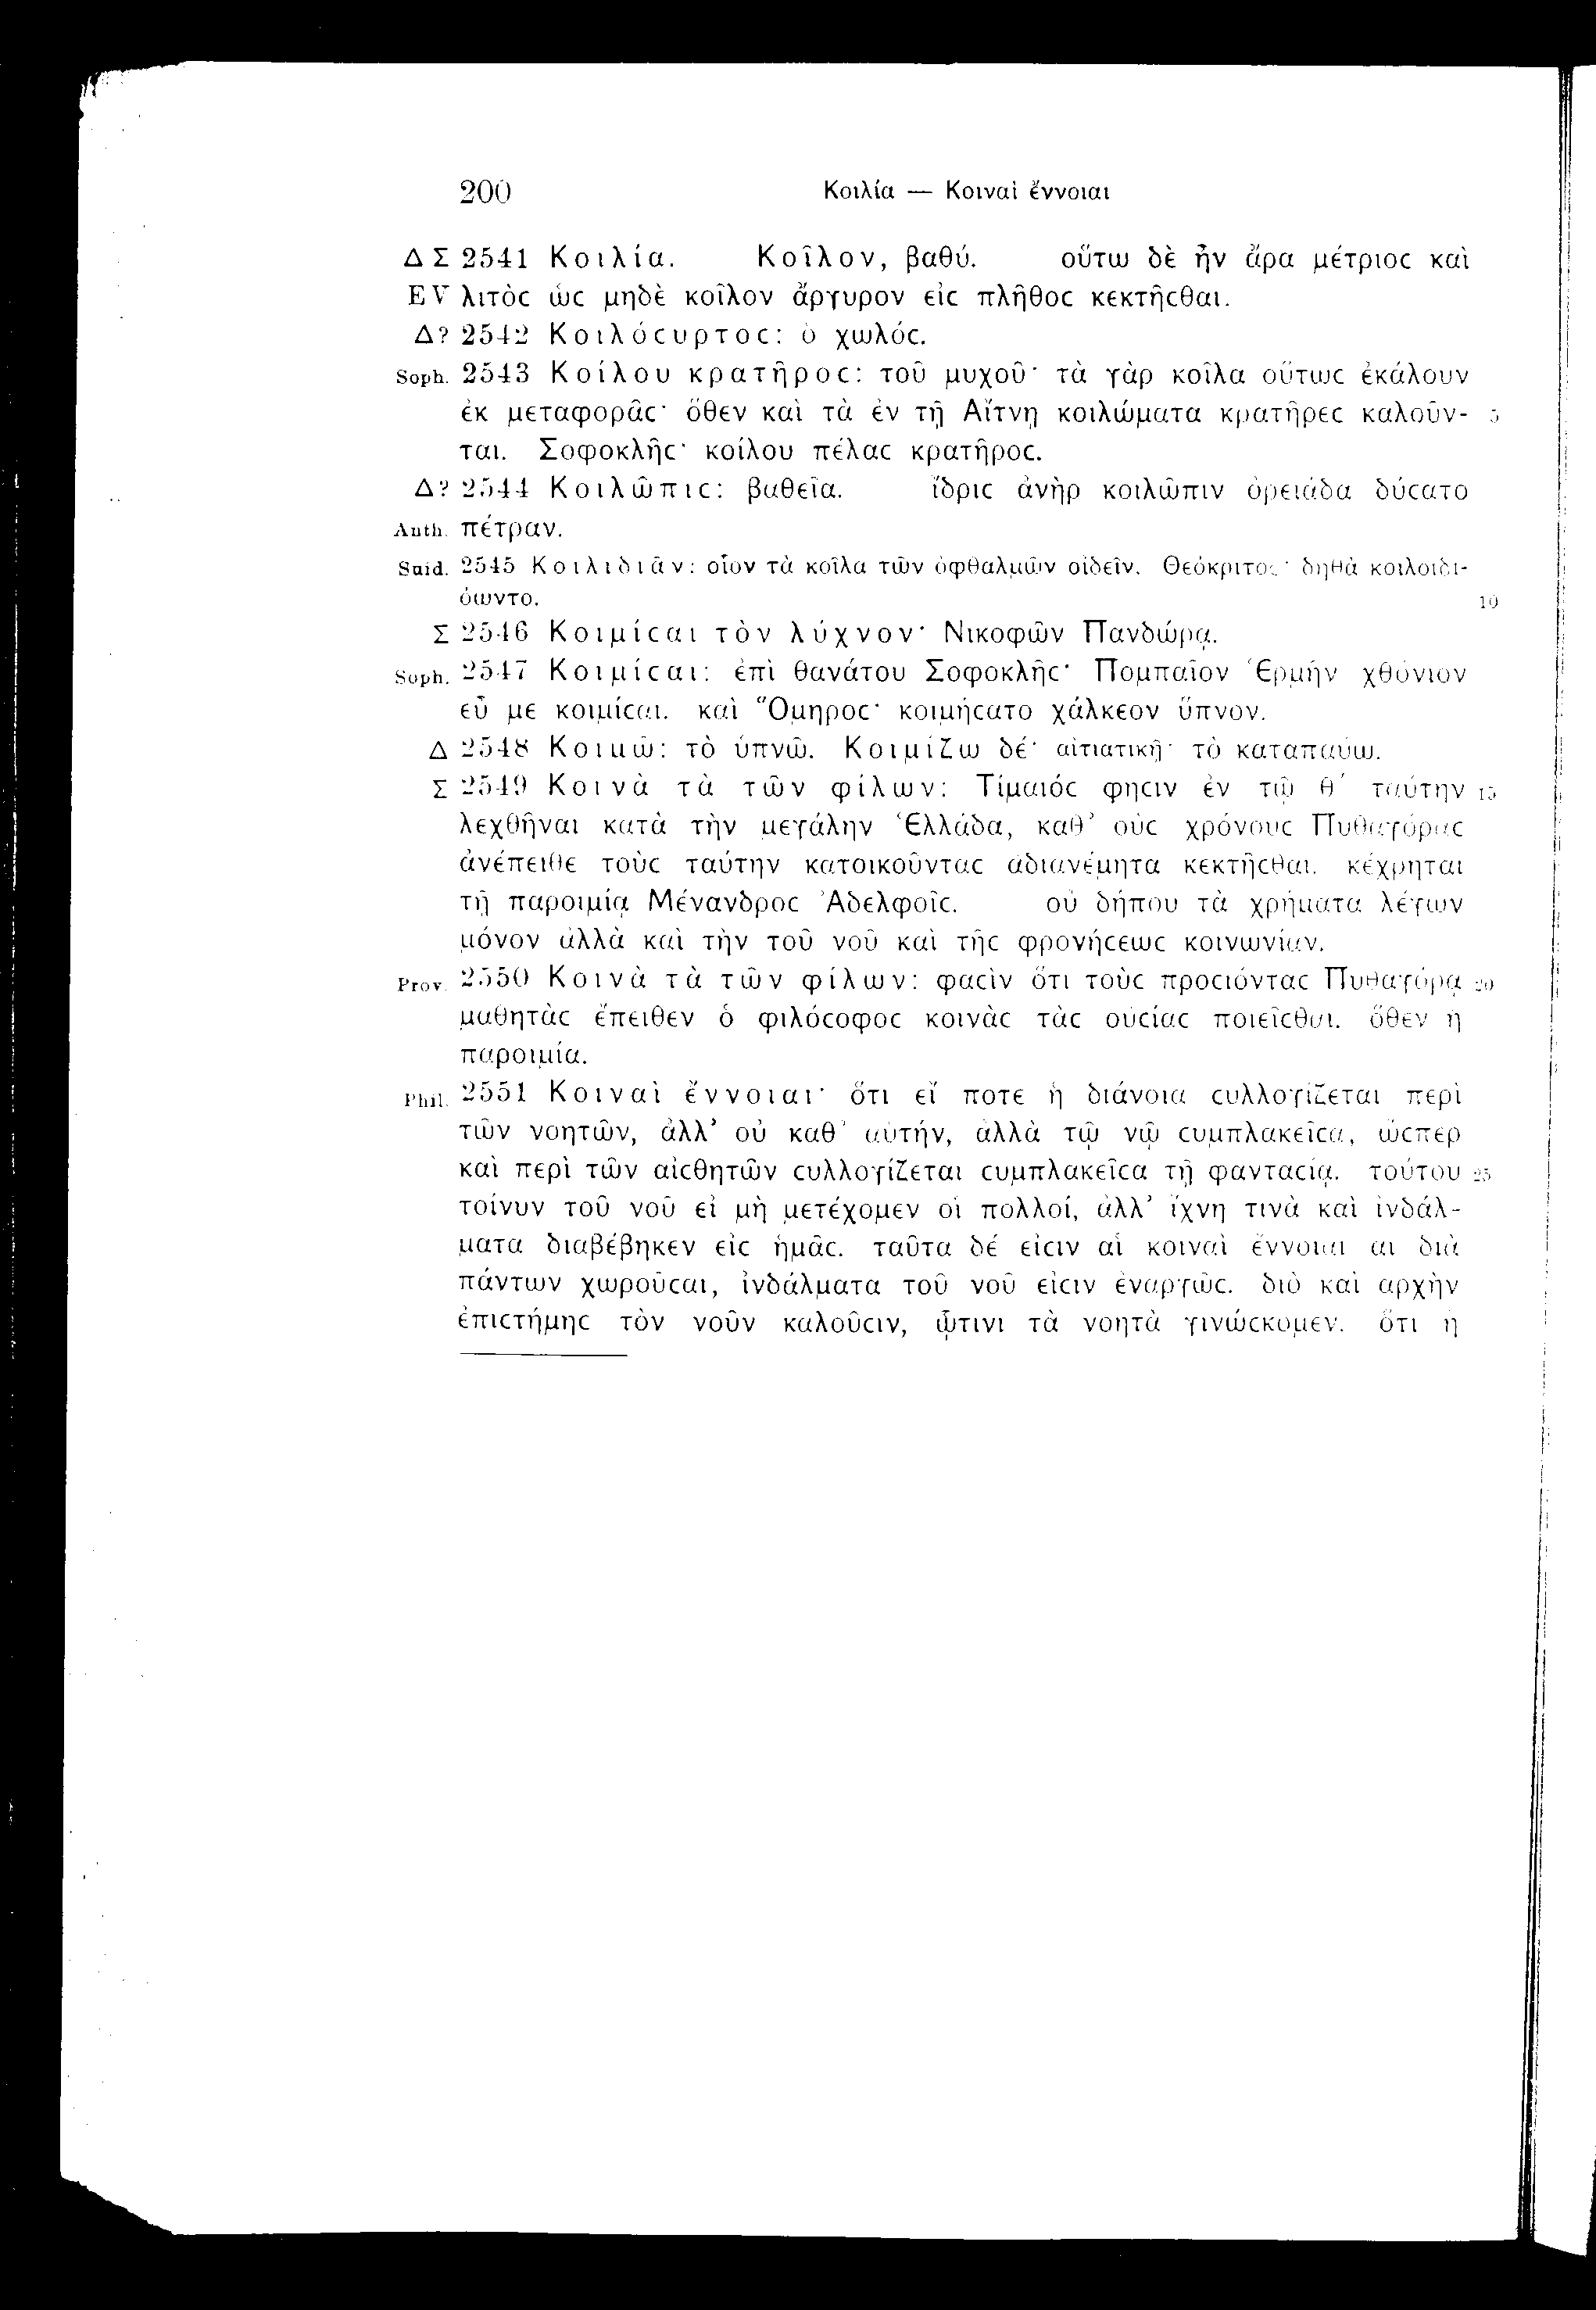 200 Κοιλία — Κοιναὶ ἔννοιαι
ΔΣ 2541 Κοιλία. Κοῖλον, βαθύ. οὕτω δὲ ἦν ἄρα μέτριοϲ καὶ
EV λιτὸϲ ὡϲ μηδὲ κοῖλον ἄργυρον εἰϲ πλῆθοϲ κεκτῆϲθαι.
Δ? 2542 Κοιλόϲυρτοϲ: ὁ χωλόϲ.
Soph. 2543 Κοίλου κρατῆροϲ: τοῦ μυχοῦ· τὰ γὰρ κοῖλα οὕτωϲ ἐκάλουν
ἐκ μεταφορᾶϲ· ὅθεν καὶ τὰ ἐν τῇ Αἴτνῃ κοιλώματα κρατῆρεϲ καλοῦν- 5
ται. Σοφοκλῆϲ· κοίλου πέλαϲ κρατῆροϲ.
Δ? 2544 Κοιλῶπιϲ: βαθεῖα. ἴδριϲ ἀνὴρ κοιλῶπιν ὀρειάδα δύϲατο
Anth. πέτραν.
Suid. 2545 Κοιλιδιᾶν: οἷον τὰ κοῖλα τῶν ὀφθαλμῶν οἰδεῖν. Θεόκριτοϲ· δηθὰ κοιλοιδι-
όωντο. 10
Σ 2546 Κοιμίϲαι τὸν λύχνον· Νικοφῶν Πανδώρᾳ.
Soph. 2547 Κοιμίϲαι: ἐπὶ θανάτου Σοφοκλῆϲ· Πομπαῖον Ἑρμῆν χθόνιον
εὖ με κοιμίϲαι. καὶ Ὅμηροϲ· κοιμήϲατο χάλκεον ὕπνον.
Δ 2548 Κοιμῶ: τὸ ὑπνῶ. Κοιμίζω δέ· αἰτιατικῇ· τὸ καταπαύω.
Σ 2549 Κοινὰ τὰ τῶν φίλων: Τίμαιόϲ φηϲιν ἐν τῷ θʹ ταύτην 15
λεχθῆναι κατὰ τὴν μεγάλην Ἑλλάδα, καθ’ οὓϲ χρόνουϲ Πυθαγόραϲ
ἀνέπειθε τοὺϲ ταύτην κατοικοῦνταϲ ἀδιανέμητα κεκτῆϲθαι. κέχρηται
τῇ παροιμίᾳ Μένανδροϲ Ἀδελφοῖϲ. οὐ δήπου τὰ χρήματα λέγων
μόνον ἀλλὰ καὶ τὴν τοῦ νοῦ καὶ τῆϲ φρονήϲεωϲ κοινωνίαν.
Prov. 2550 Κοινὰ τὰ τῶν φίλων: φαϲὶν ὅτι τοὺϲ προϲιόνταϲ Πυθαγόρᾳ 20
μαθητὰϲ ἔπειθεν ὁ φιλόϲοφοϲ κοινὰϲ τὰϲ οὐϲίαϲ ποιεῖϲθαι. ὅθεν ἡ
παροιμία.
Phil. 2551 Κοιναὶ ἔννοιαι· ὅτι εἴ ποτε ἡ διάνοια ϲυλλογίζεται περὶ
τῶν νοητῶν, ἀλλ’ οὐ καθ’ αὑτήν, ἀλλὰ τῷ νῷ ϲυμπλακεῖϲα, ὥϲπερ
καὶ περὶ τῶν αἰϲθητῶν ϲυλλογίζεται ϲυμπλακεῖϲα τῇ φανταϲίᾳ. τούτου 25
τοίνυν τοῦ νοῦ εἰ μὴ μετέχομεν οἱ πολλοί, ἀλλ’ ἴχνη τινὰ καὶ ἰνδάλ-
ματα διαβέβηκεν εἰϲ ἡμᾶϲ. ταῦτα δέ εἰϲιν αἱ κοιναὶ ἔννοιαι αἱ διὰ
πάντων χωροῦϲαι, ἰνδάλματα τοῦ νοῦ εἰϲιν ἐναργῶϲ. διὸ καὶ ἀρχὴν
ἐπιϲτήμηϲ τὸν νοῦν καλοῦϲιν, ᾧτινι τὰ νοητὰ γινώϲκομεν. ὅτι ἡ